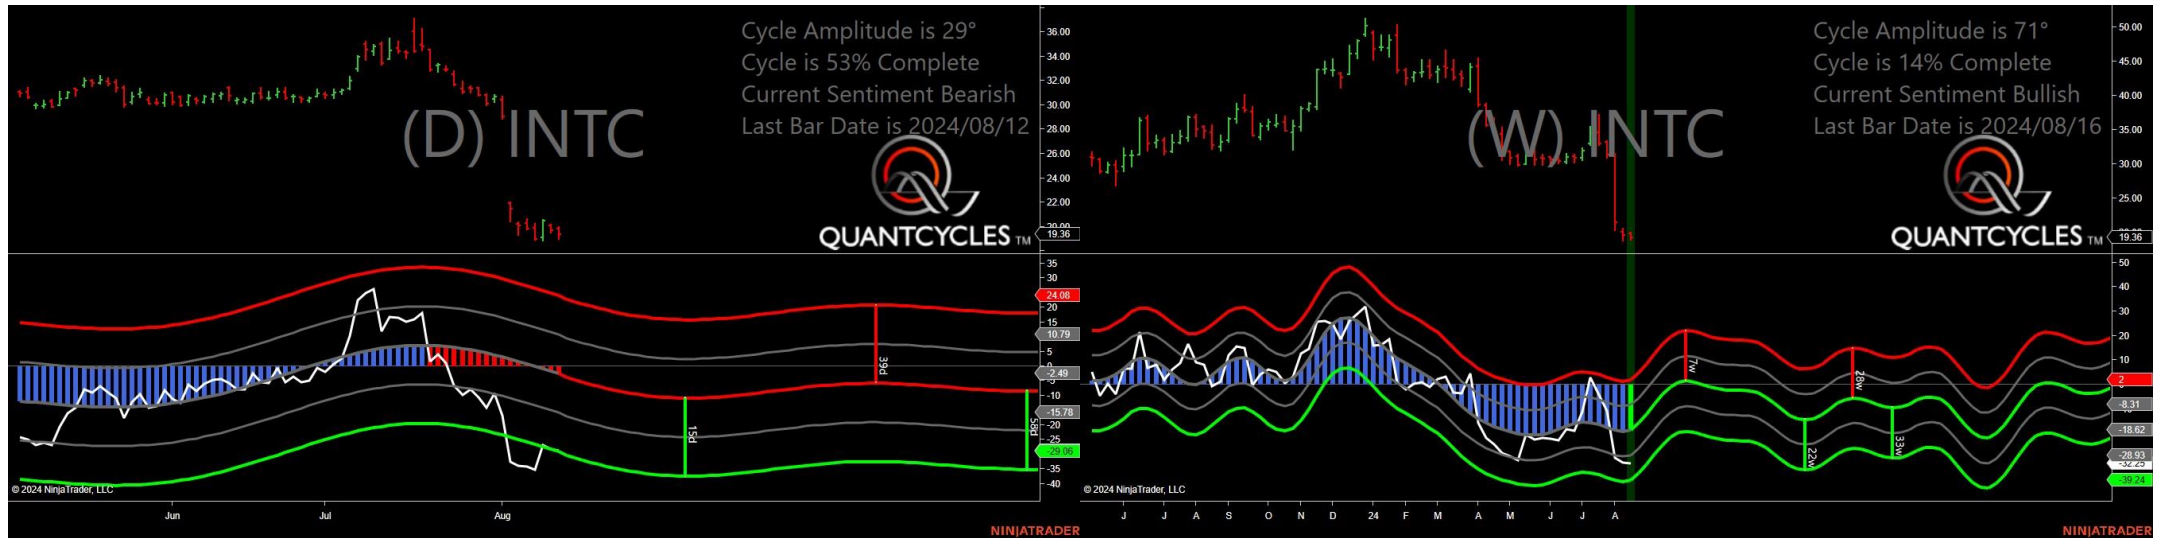 Cycle Amplitude is 29°
Cycle is 53% Complete
Current Sentiment Bearish
Last Bar Date is 2024/08/12
(D) INTC
QUANTCYCLES TM
36.00
34.00
32.00
30.00
28.00
26.00
24.00
22.00
20.00
19.36
35
30
24.08
20
15
10.79
5
-2.49
-5
-10
-15.78
-20
-25
-29.06
-35
-40
39d
15d
58d
© 2024 NinjaTrader, LLC
Jun Jul Aug
NINJATRADER
Cycle Amplitude is 71°
Cycle is 14% Complete
Current Sentiment Bullish
Last Bar Date is 2024/08/16
(W) INTC
QUANTCYCLES TM
50.00
45.00
40.00
35.00
30.00
25.00
19.36
50
40
30
20
10
2
-8.31
-18.62
-28.93
-32.25
-39.24
7w
28w
22w
33w
© 2024 NinjaTrader, LLC
J J A S O N D 24 F M A M J J A
NINJATRADER